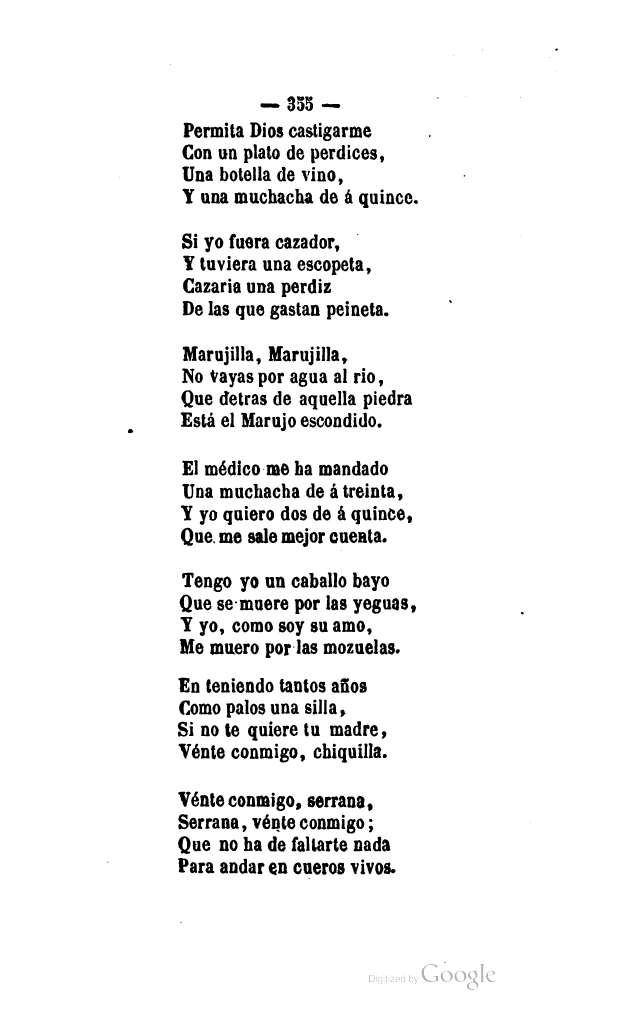 — 355 —
Permita Dios castigarme
Con un plato de perdices,
Una botella de vino,
Y una muchacha de á quince.
Si yo fuera cazador,
Y tuviera una escopeta,
Cazaria una perdiz
De las que gastan peineta.
Marujilla, Marujilla,
No vayas por agua al rio,
Que detras de aquella piedra
Está el Marujo escondido.
El médico me ha mandado
Una muchacha de á treinta,
Y yo quiero dos de á quince,
Que me sale mejor cuenta.
Tengo yo un caballo bayo
Que se muere por las yeguas,
Y yo, como soy su amo,
Me muero por las mozuelas.
En teniendo tantos años
Como palos una silla,
Si no te quiere tu madre,
Vénte conmigo, chiquilla.
Vénte conmigo, serrana,
Serrana, vénte conmigo;
Que no ha de faltarte nada
Para andar en cueros vivos.
Digitized by Google